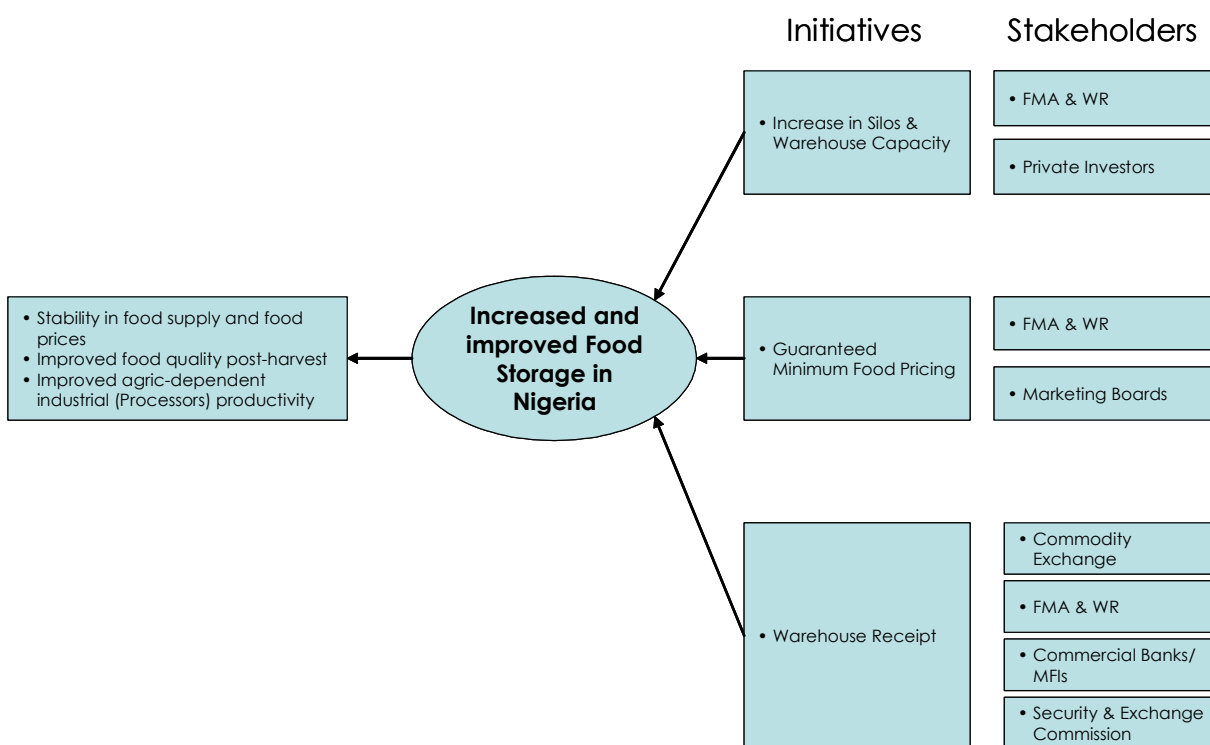 Initiatives
Stakeholders
• Increase in Silos &
Warehouse Capacity
• FMA & WR
• Private Investors
• Stability in food supply and food
prices
• Improved food quality post-harvest
• Improved agric-dependent
industrial (Processors) productivity
Increased and
improved Food
Storage in
Nigeria
• Guaranteed
Minimum Food Pricing
• FMA & WR
• Marketing Boards
• Warehouse Receipt
• Commodity
Exchange
• FMA & WR
• Commercial Banks/
MFIs
• Security & Exchange
Commission